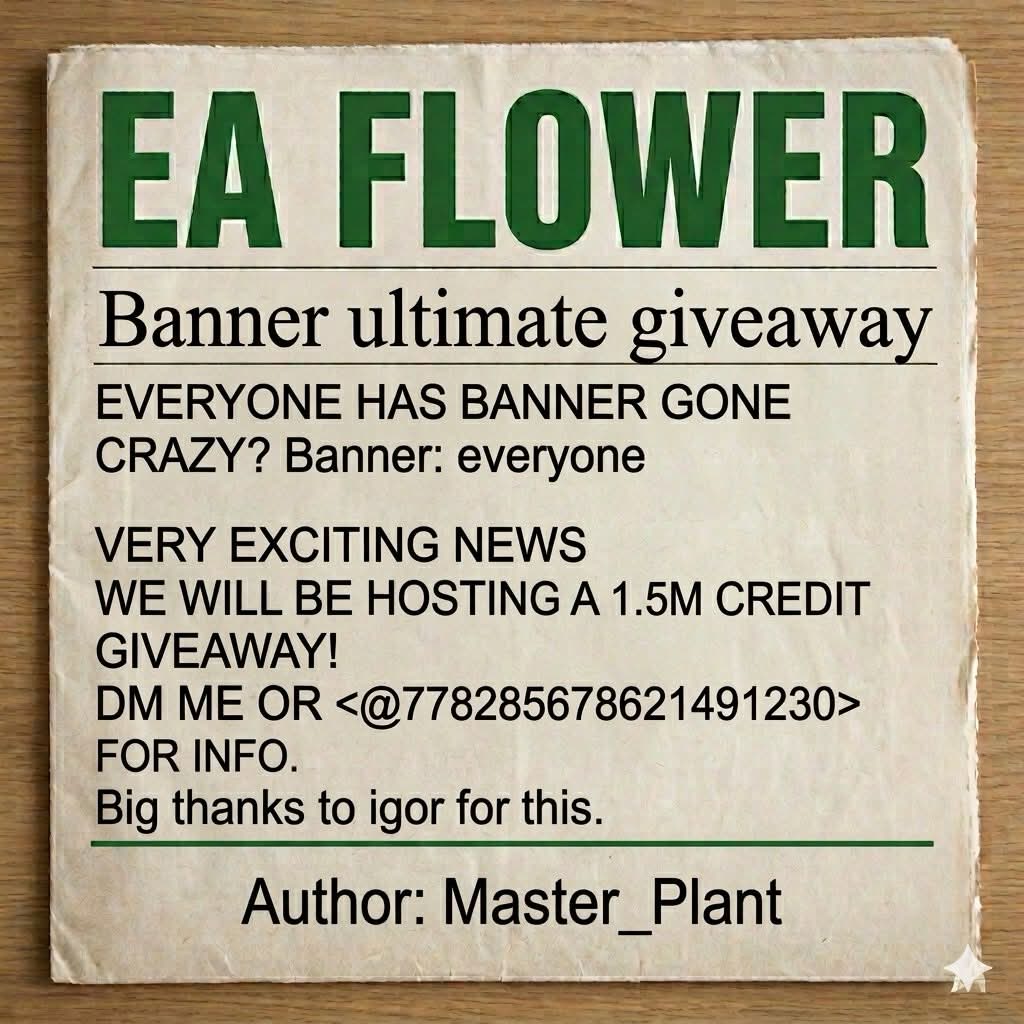 EA FLOWER
Banner ultimate giveaway
EVERYONE HAS BANNER GONE
CRAZY? Banner: everyone
VERY EXCITING NEWS
WE WILL BE HOSTING A 1.5M CREDIT
GIVEAWAY!
DM ME OR <@778285678621491230>
FOR INFO.
Big thanks to igor for this.
Author: Master_Plant